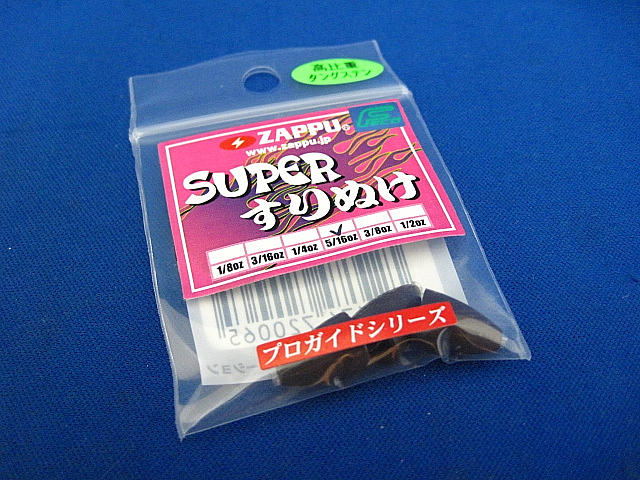 高比重
タングステン
ZAPPU®
www.zappu.jp
SUPER
すりぬけ
1/8oz 3/16oz 1/4oz 5/16oz 3/8oz 1/2oz
プロガイドシリーズ